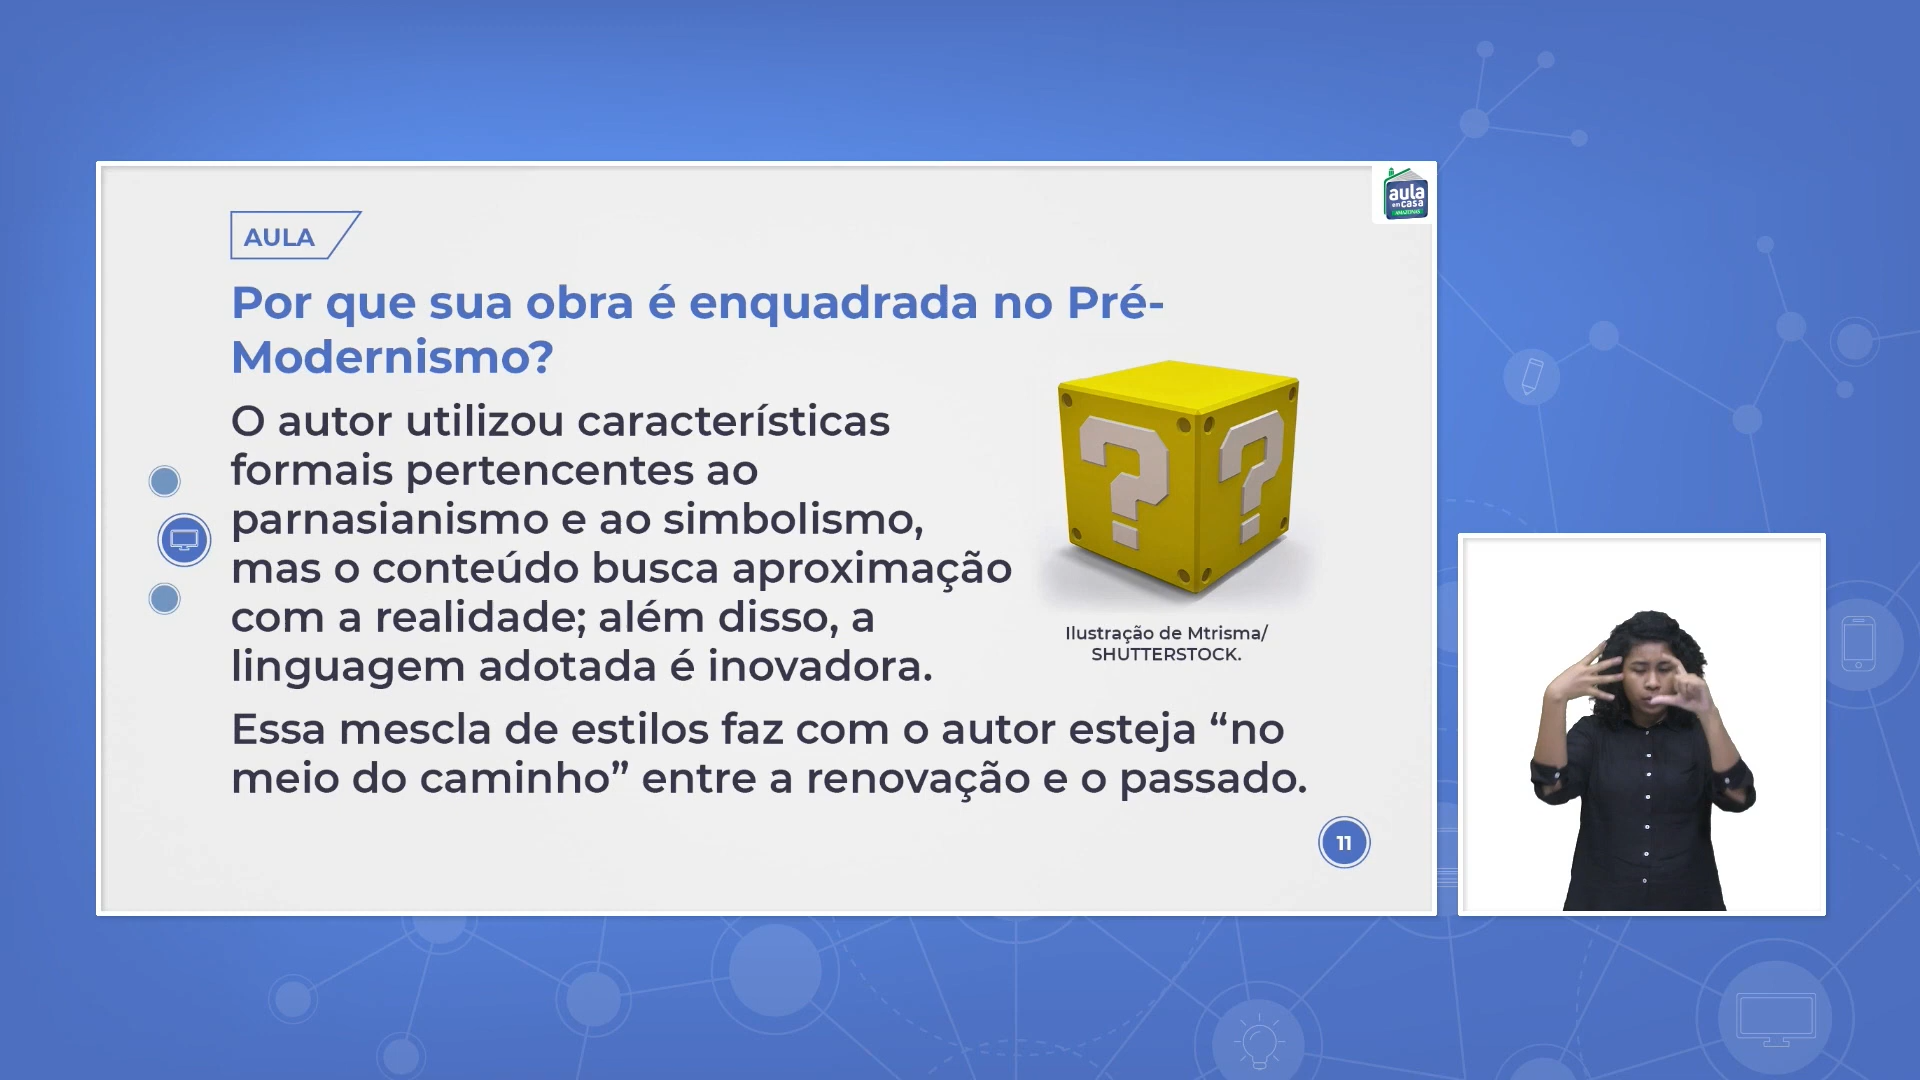 aula
em casa
AMAZONAS
AULA
Por que sua obra é enquadrada no Pré-
Modernismo?
O autor utilizou características
formais pertencentes ao
parnasianismo e ao simbolismo,
mas o conteúdo busca aproximação
com a realidade; além disso, a
linguagem adotada é inovadora.
? ?
Ilustração de Mtrisma/
SHUTTERSTOCK.
Essa mescla de estilos faz com o autor esteja “no
meio do caminho” entre a renovação e o passado.
11